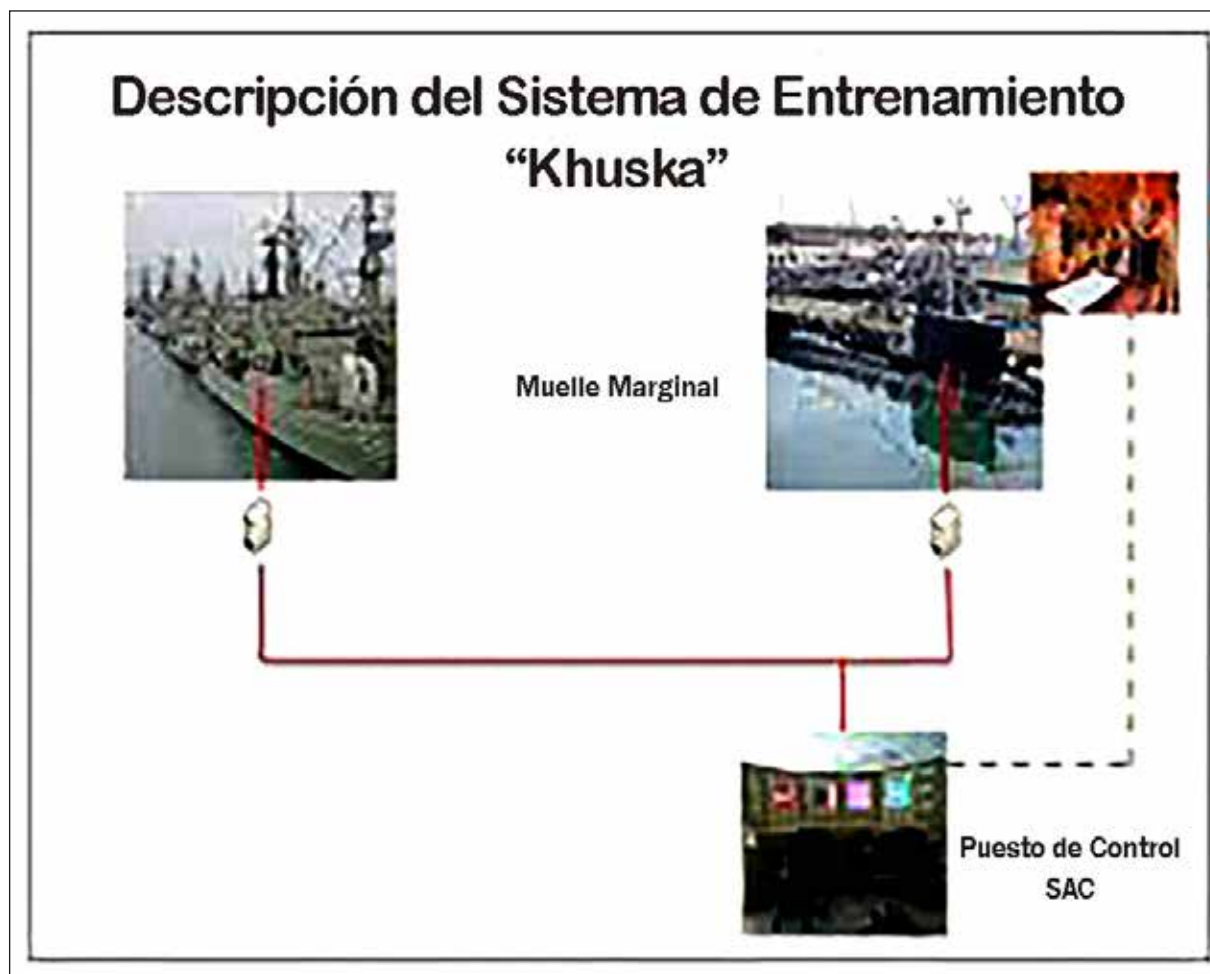 Descripción del Sistema de Entrenamiento
“Khuska”
Muelle Marginal
Puesto de Control
SAC